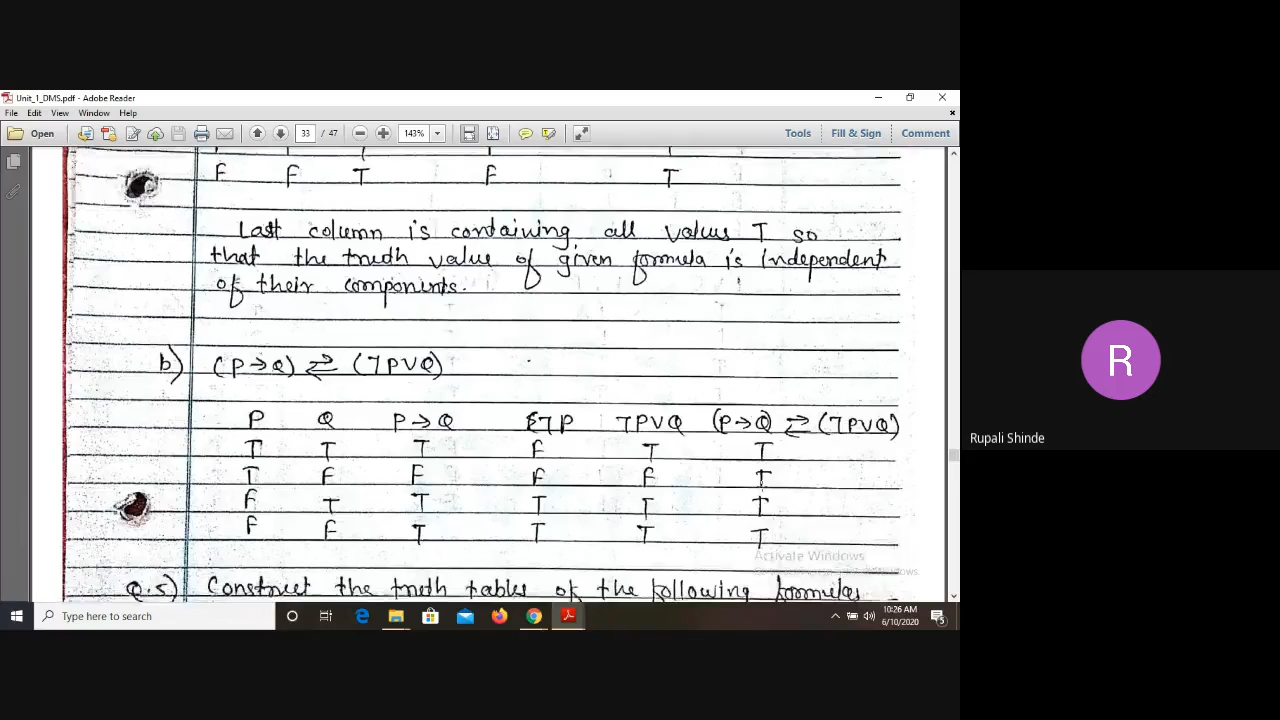 Unit_1_DMS.pdf - Adobe Reader
File Edit View Window Help
Open 33 / 47 143% Tools Fill & Sign Comment
F F T F T
Last column is containing all values T so
that the truth value of given formula is independent
of their components.
b) (P→Q) ⇄ (¬P∨Q)
P Q P→Q ¬P ¬P∨Q (P→Q) ⇄ (¬P∨Q)
T T T F T T
T F F F F T
F T T T T T
F F T T T T
Activate Windows
Q.5) Construct the truth tables of the following formulas
R
Rupali Shinde
Type here to search
10:26 AM
6/10/2020
5